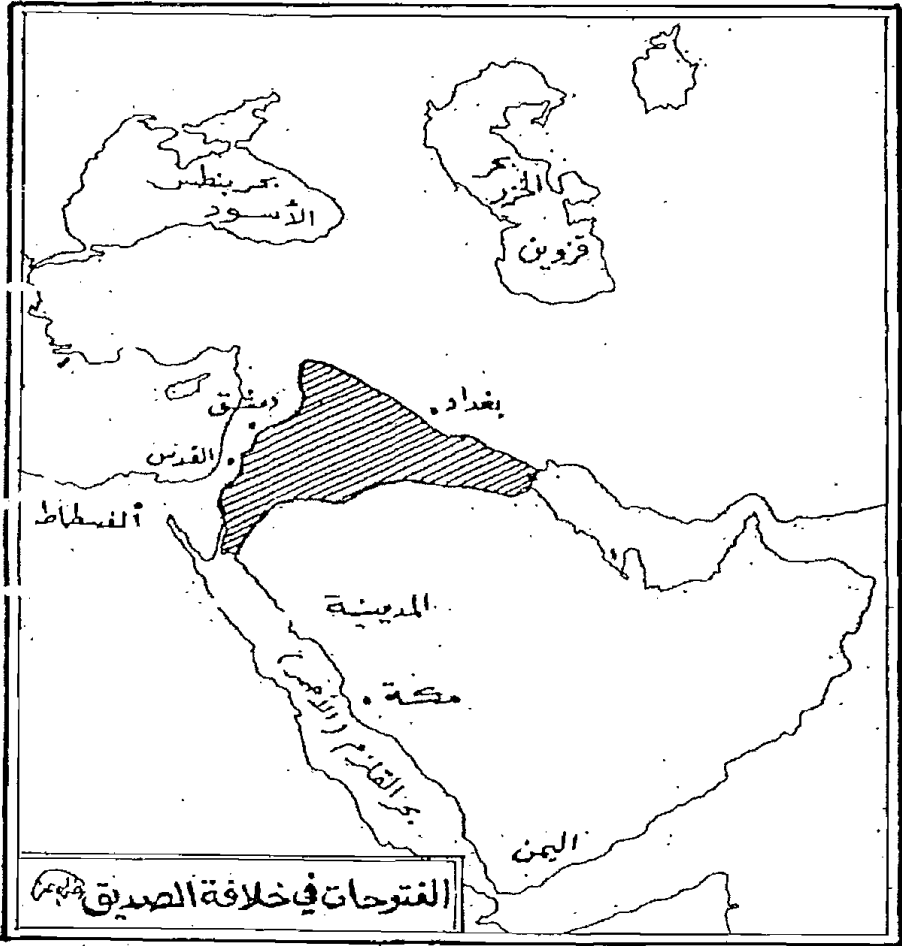 بحر بنطس
الأسود
بحر
الخزر
قزوين
دمشق
بغداد
القدس
الفسطاط
المدينة
مكة
بحر القلزم (الأحمر)
اليمن
الفتوحات في خلافة الصديق